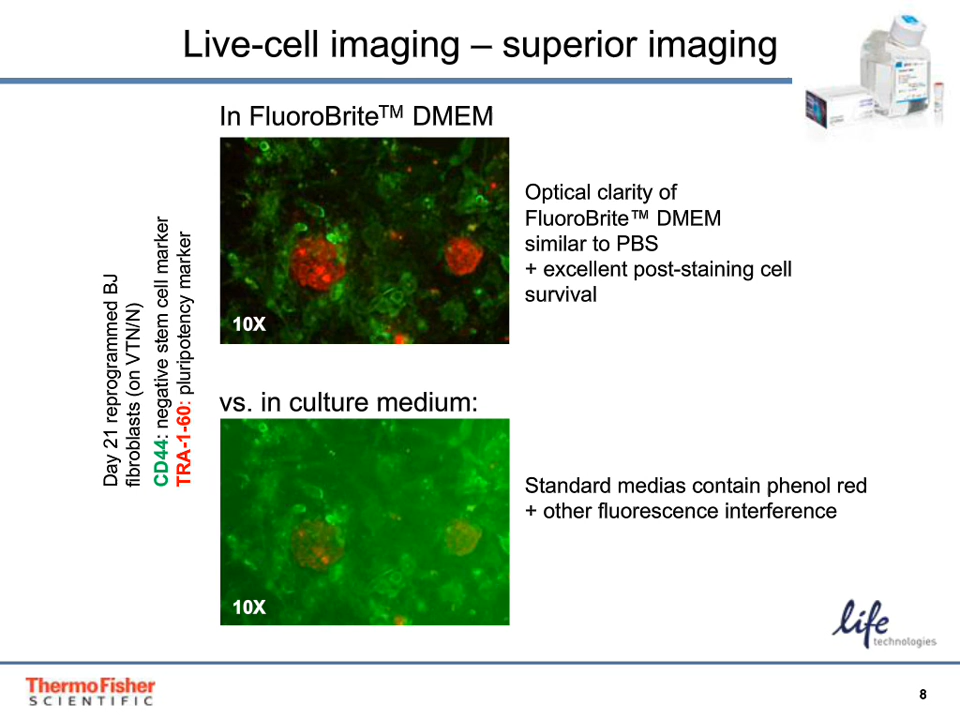 Live-cell imaging – superior imaging
In FluoroBrite™ DMEM
10X
Optical clarity of
FluoroBrite™ DMEM
similar to PBS
+ excellent post-staining cell
survival
Day 21 reprogrammed BJ
fibroblasts (on VTN/N)
CD44: negative stem cell marker
TRA-1-60: pluripotency marker
vs. in culture medium:
10X
Standard medias contain phenol red
+ other fluorescence interference
life
technologies
ThermoFisher
SCIENTIFIC
8